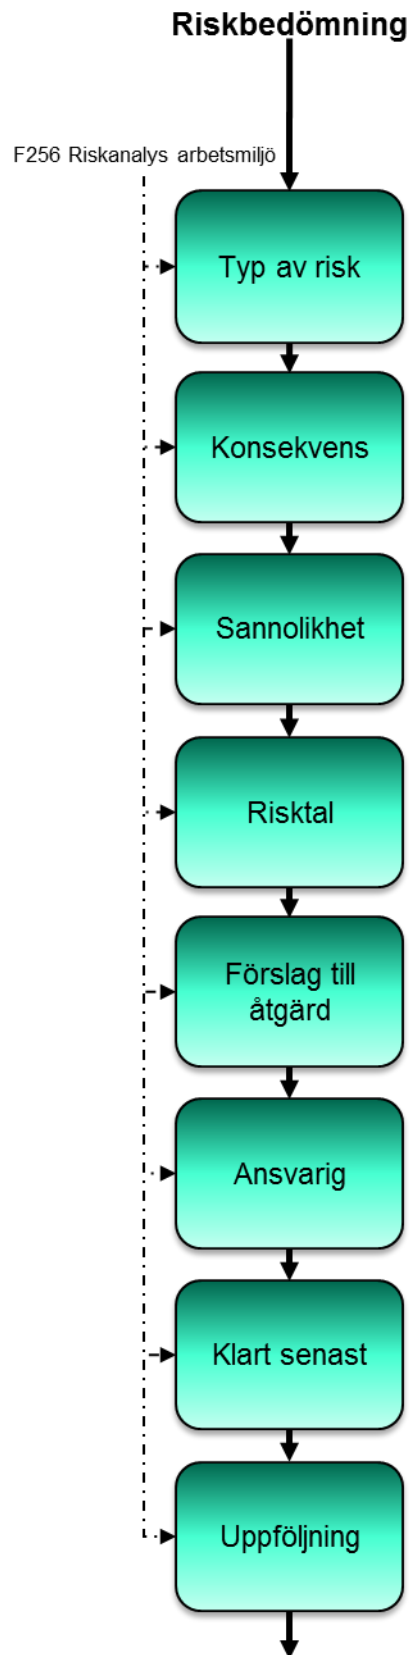 Riskbedömning
F256 Riskanalys arbetsmiljö
Typ av risk
Konsekvens
Sannolikhet
Risktal
Förslag till
åtgärd
Ansvarig
Klart senast
Uppföljning